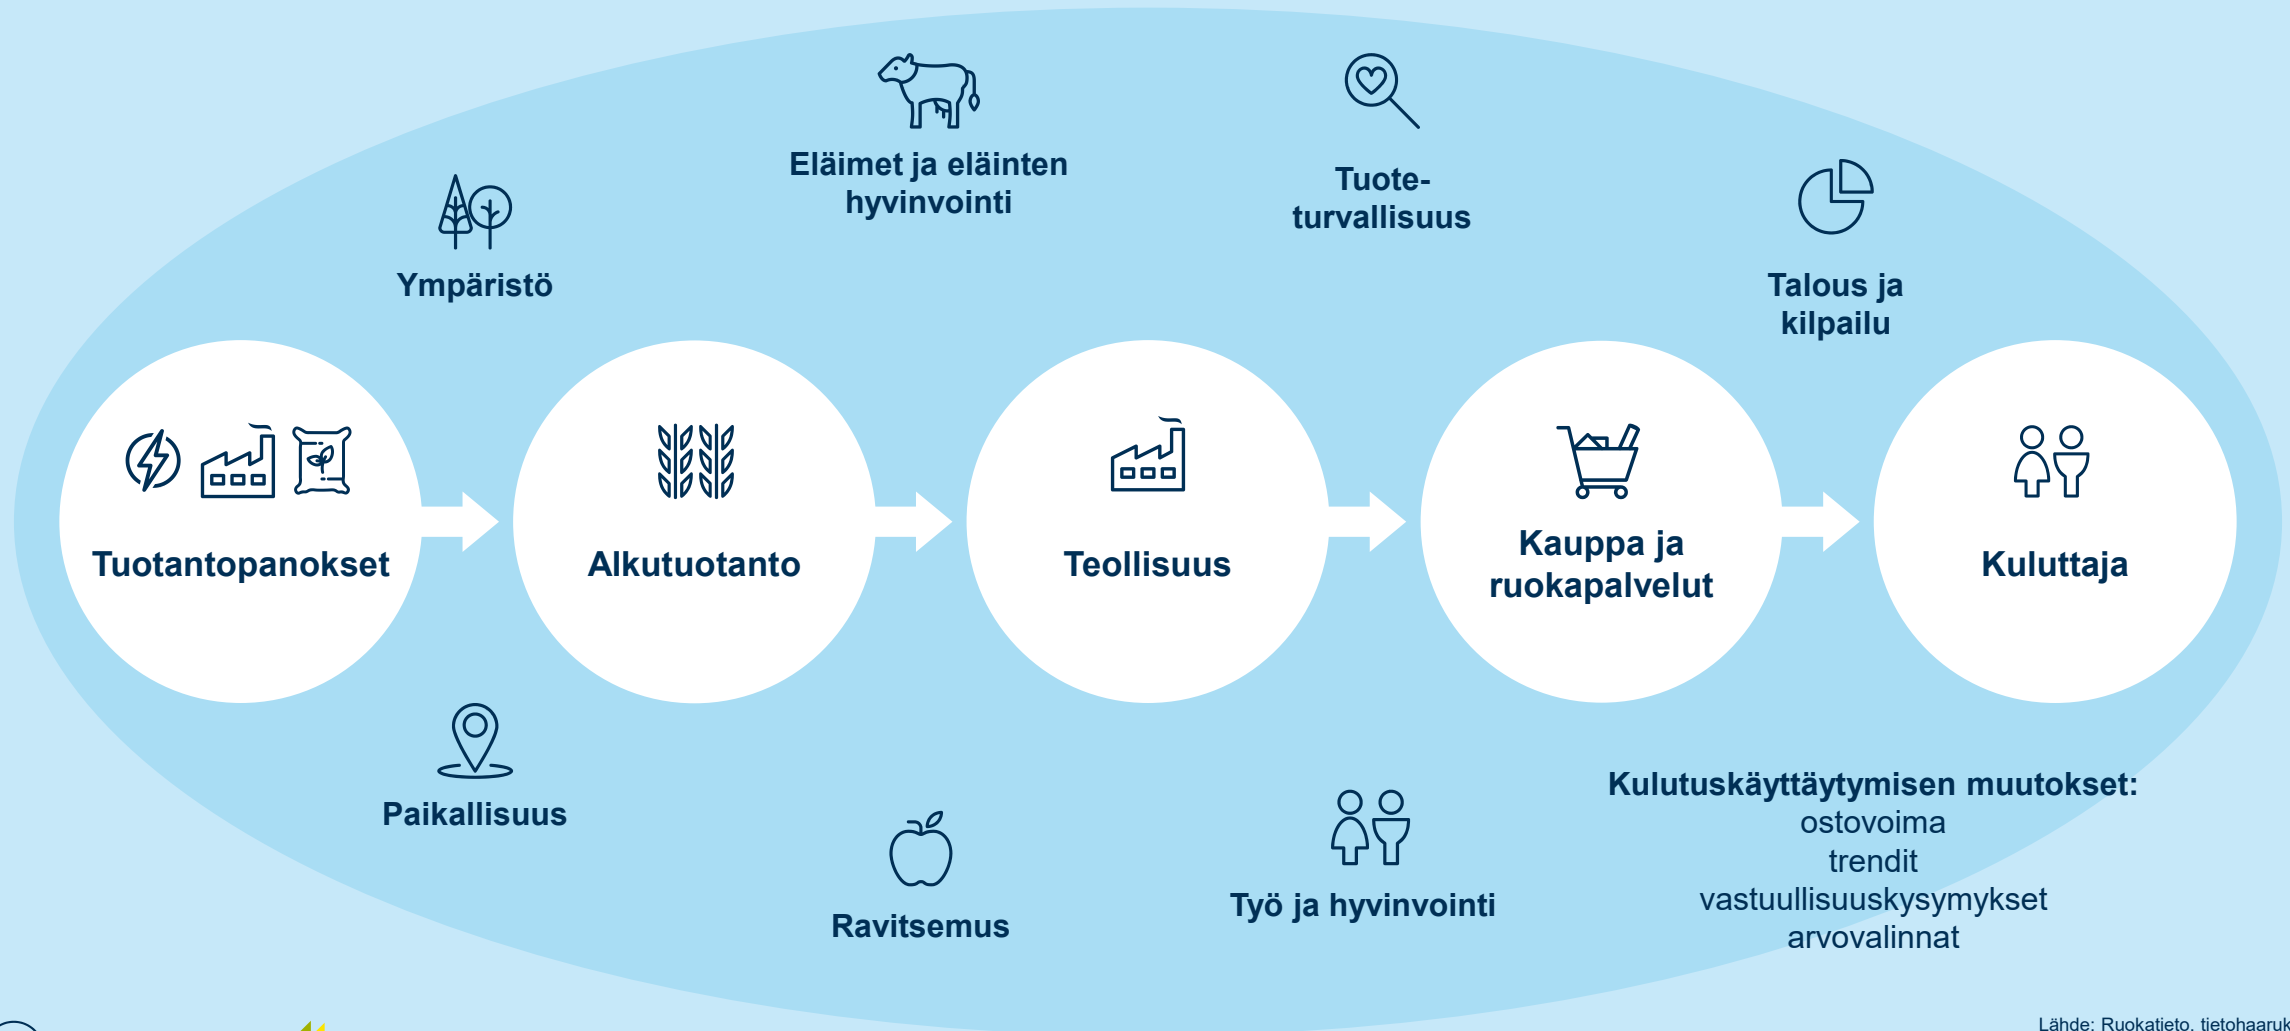 Eläimet ja eläinten
hyvinvointi
Tuote-
turvallisuus
Ympäristö
Talous ja
kilpailu
Tuotantopanokset
Alkutuotanto
Teollisuus
Kauppa ja
ruokapalvelut
Kuluttaja
Paikallisuus
Ravitsemus
Työ ja hyvinvointi
Kulutuskäyttäytymisen muutokset:
ostovoima
trendit
vastuullisuuskysymykset
arvovalinnat
Lähde: Ruokatieto, tietohaaruk